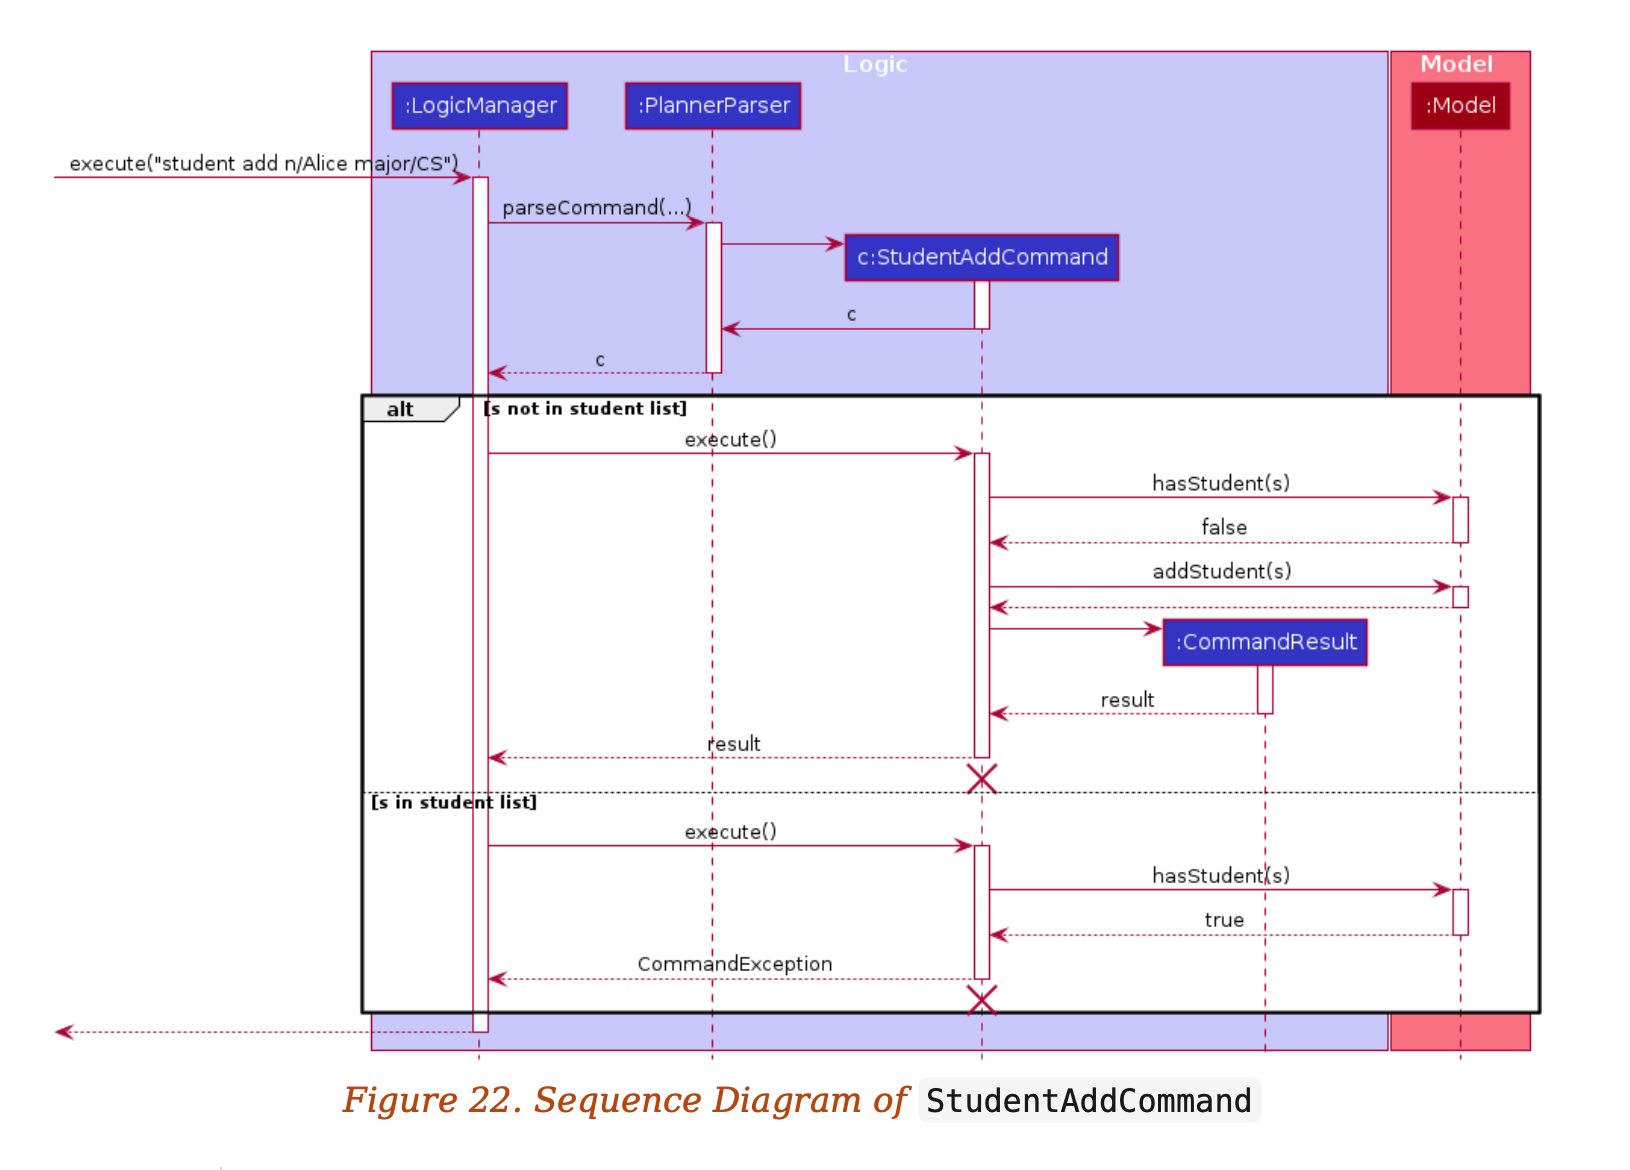 Logic
Model
:LogicManager
:PlannerParser
:Model
execute("student add n/Alice major/CS")
parseCommand(...)
c:StudentAddCommand
c
c
alt
[s not in student list]
execute()
hasStudent(s)
false
addStudent(s)
:CommandResult
result
result
[s in student list]
execute()
hasStudent(s)
true
CommandException
Figure 22. Sequence Diagram of StudentAddCommand